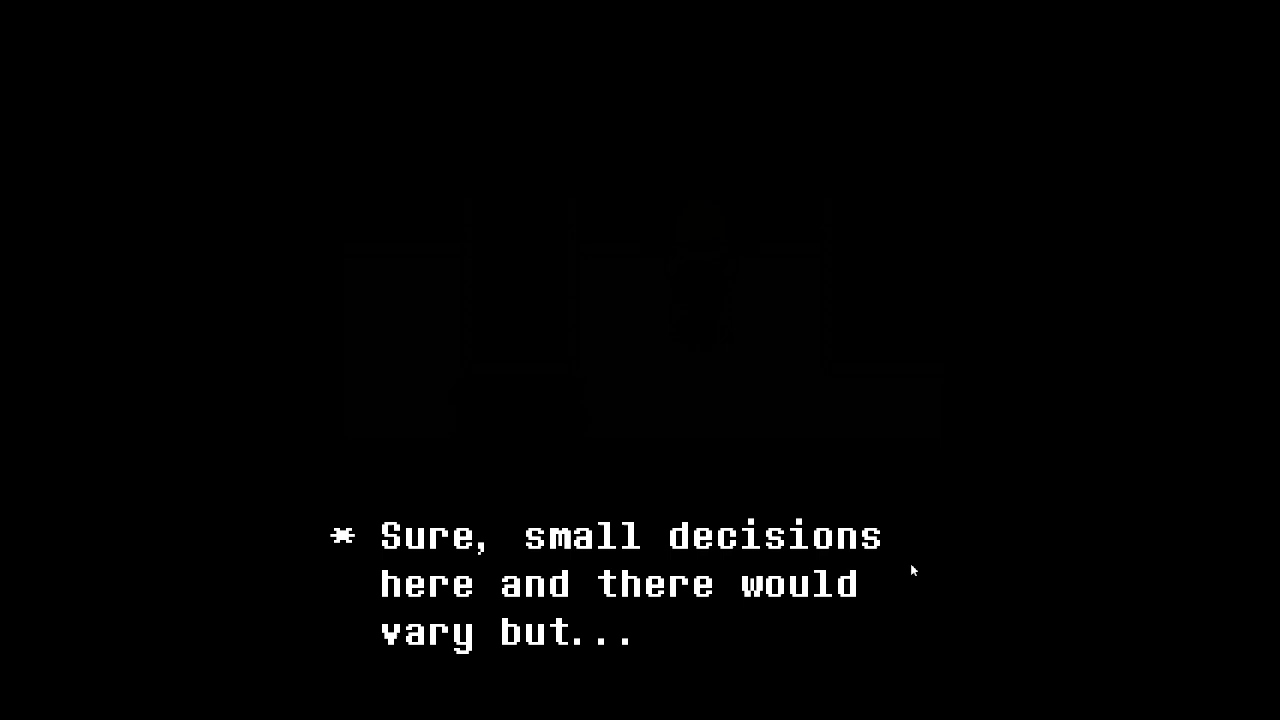 * Sure, small decisions
here and there would
vary but...